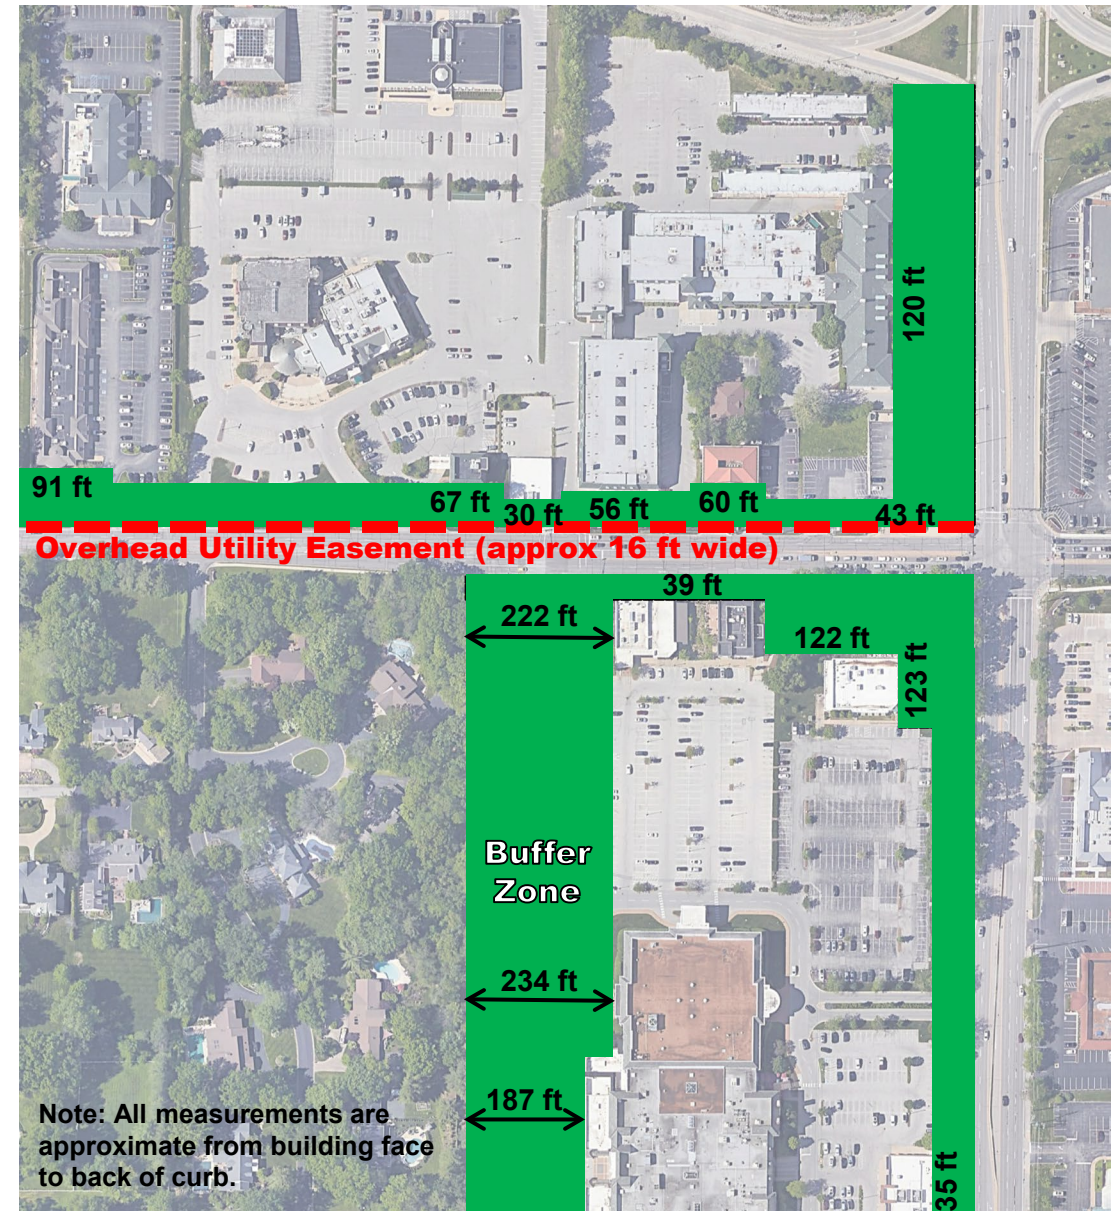 120 ft
91 ft
67 ft
30 ft
56 ft
60 ft
43 ft
Overhead Utility Easement (approx 16 ft wide)
39 ft
222 ft
122 ft
123 ft
Buffer
Zone
234 ft
187 ft
Note: All measurements are
approximate from building face
to back of curb.
35 ft